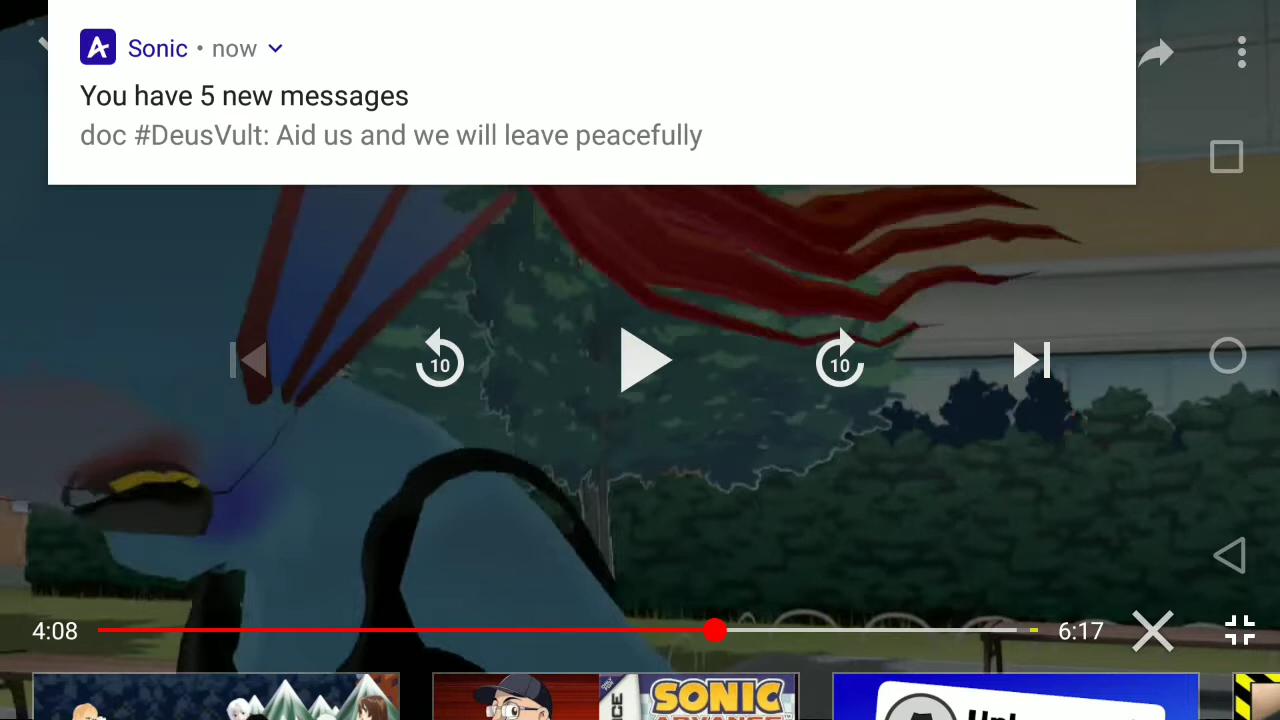 Sonic • now
You have 5 new messages
doc #DeusVult: Aid us and we will leave peacefully
10
10
4:08
6:17
SONIC